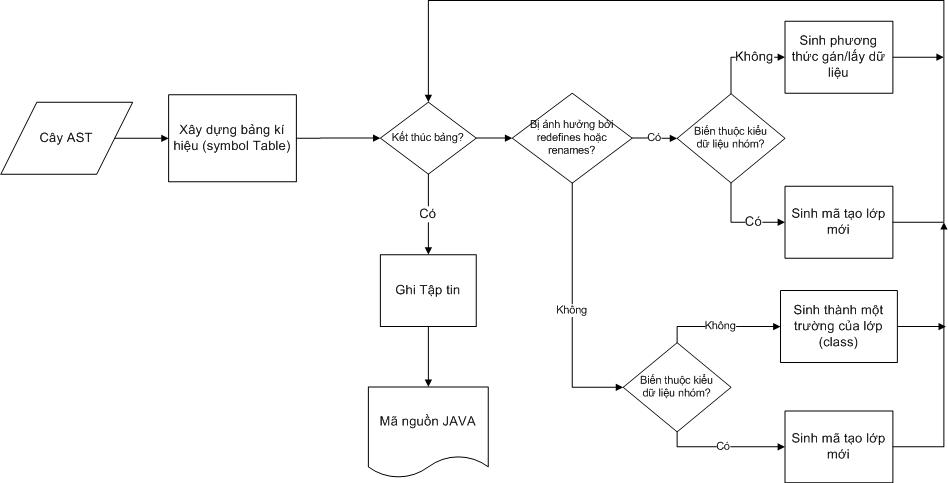 Cây AST
Xây dựng bảng kí
hiệu (symbol Table)
Kết thúc bảng?
Bị ảnh hưởng bởi
redefines hoặc
renames?
Có
Biến thuộc kiểu
dữ liệu nhóm?
Không
Sinh phương
thức gán/lấy dữ
liệu
Có
Sinh mã tạo lớp
mới
Có
Ghi Tập tin
Mã nguồn JAVA
Không
Biến thuộc kiểu
dữ liệu nhóm?
Không
Sinh thành một
trường của lớp
(class)
Có
Sinh mã tạo lớp
mới